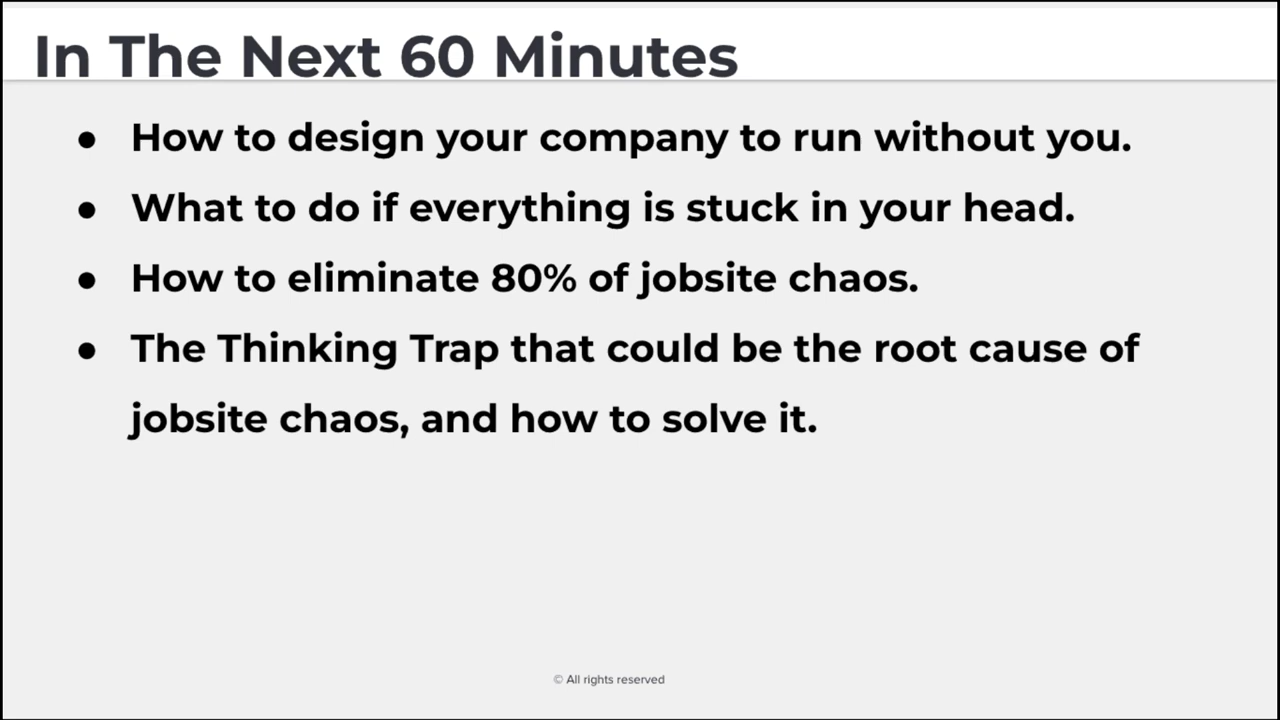 In The Next 60 Minutes
● How to design your company to run without you.
● What to do if everything is stuck in your head.
● How to eliminate 80% of jobsite chaos.
● The Thinking Trap that could be the root cause of
jobsite chaos, and how to solve it.
© All rights reserved